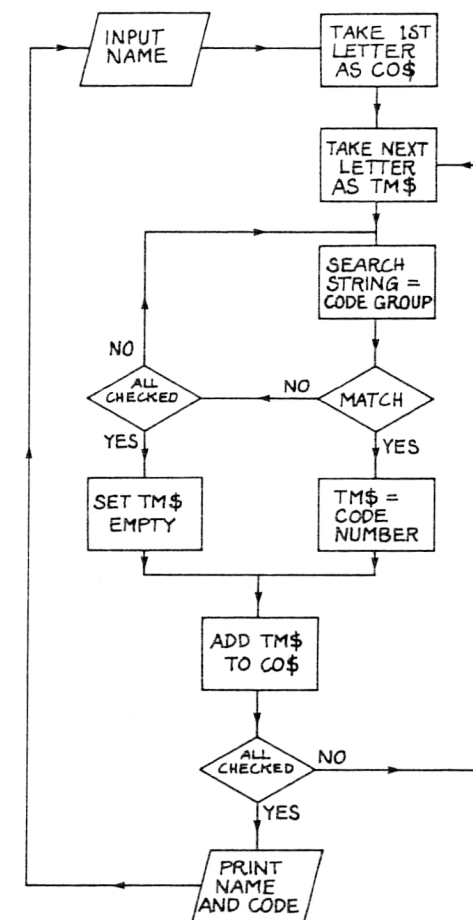 INPUT
NAME
TAKE 1ST
LETTER
AS CO$
TAKE NEXT
LETTER
AS TM$
SEARCH
STRING =
CODE GROUP
NO
ALL
CHECKED
NO
MATCH
YES
YES
SET TM$
EMPTY
TM$ =
CODE
NUMBER
ADD TM$
TO CO$
ALL
CHECKED
NO
YES
PRINT
NAME
AND CODE